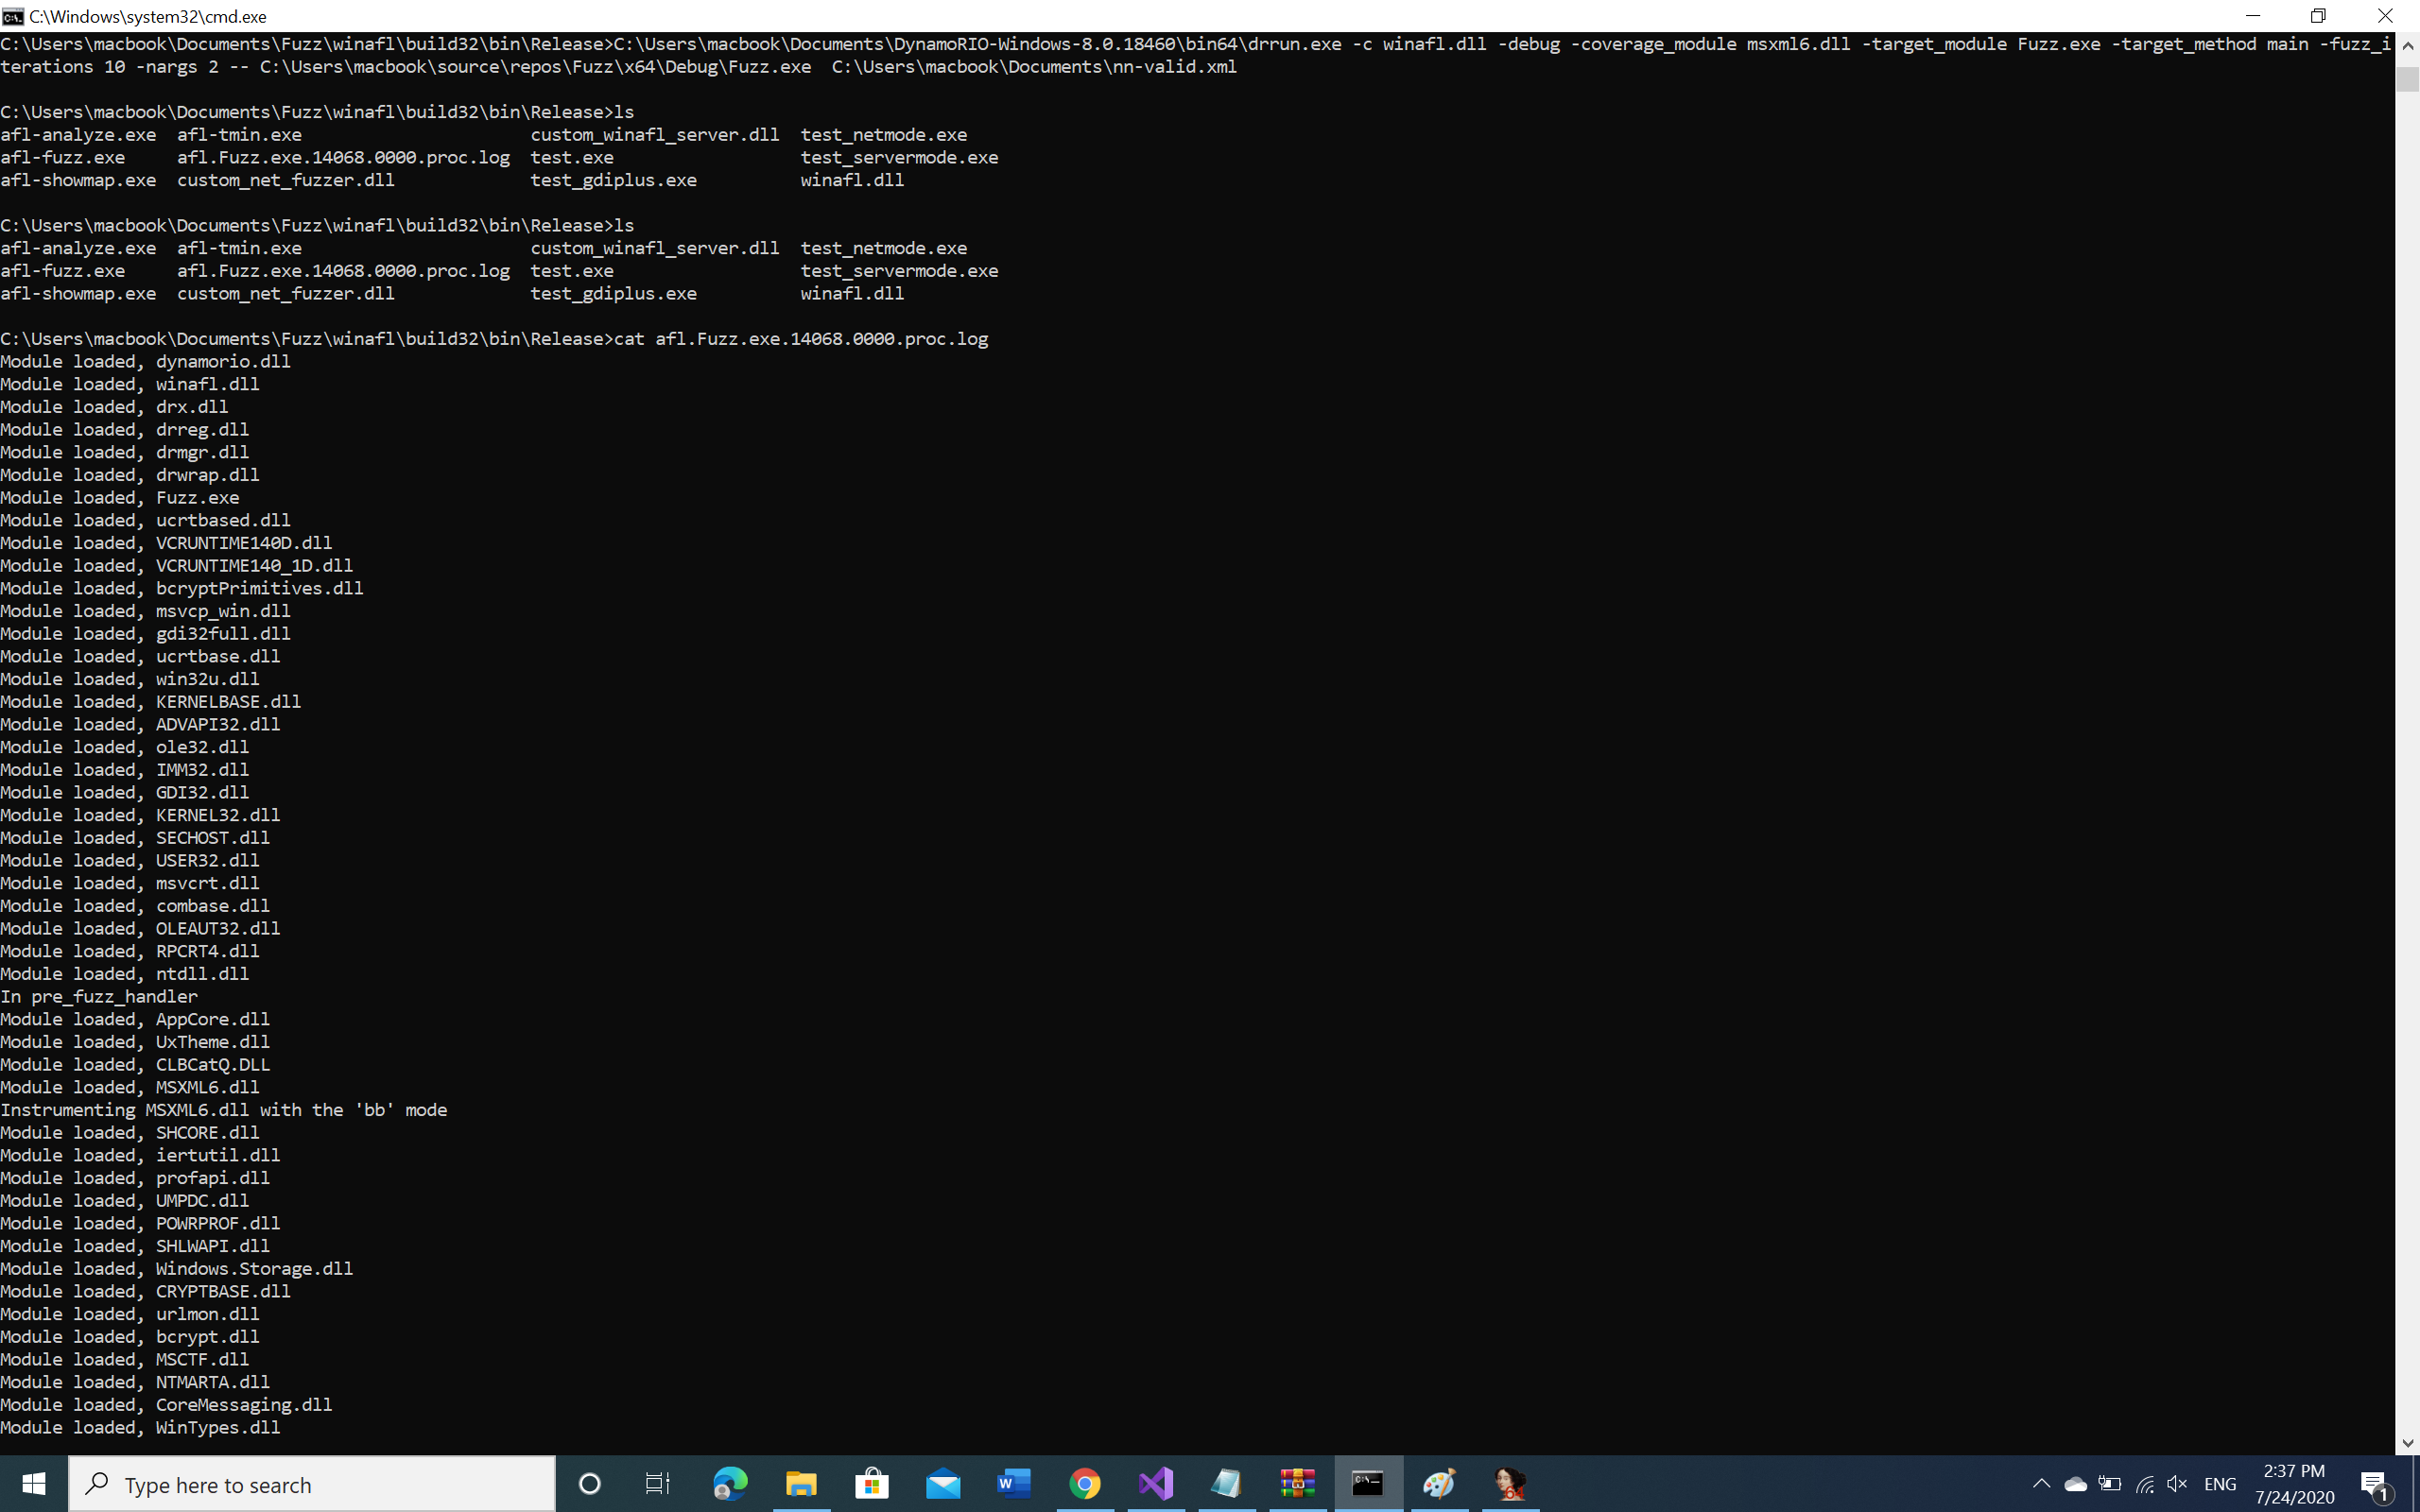 C:\Windows\system32\cmd.exe
C:\Users\macbook\Documents\Fuzz\winafl\build32\bin\Release>C:\Users\macbook\Documents\DynamoRIO-Windows-8.0.18460\bin64\drrun.exe -c winafl.dll -debug -coverage_module msxml6.dll -target_module Fuzz.exe -target_method main -fuzz_i
terations 10 -nargs 2 -- C:\Users\macbook\source\repos\Fuzz\x64\Debug\Fuzz.exe  C:\Users\macbook\Documents\nn-valid.xml
C:\Users\macbook\Documents\Fuzz\winafl\build32\bin\Release>ls
afl-analyze.exe  afl-tmin.exe                      custom_winafl_server.dll  test_netmode.exe
afl-fuzz.exe     afl.Fuzz.exe.14068.0000.proc.log  test.exe                  test_servermode.exe
afl-showmap.exe  custom_net_fuzzer.dll             test_gdiplus.exe          winafl.dll
C:\Users\macbook\Documents\Fuzz\winafl\build32\bin\Release>ls
afl-analyze.exe  afl-tmin.exe                      custom_winafl_server.dll  test_netmode.exe
afl-fuzz.exe     afl.Fuzz.exe.14068.0000.proc.log  test.exe                  test_servermode.exe
afl-showmap.exe  custom_net_fuzzer.dll             test_gdiplus.exe          winafl.dll
C:\Users\macbook\Documents\Fuzz\winafl\build32\bin\Release>cat afl.Fuzz.exe.14068.0000.proc.log
Module loaded, dynamorio.dll
Module loaded, winafl.dll
Module loaded, drx.dll
Module loaded, drreg.dll
Module loaded, drmgr.dll
Module loaded, drwrap.dll
Module loaded, Fuzz.exe
Module loaded, ucrtbased.dll
Module loaded, VCRUNTIME140D.dll
Module loaded, VCRUNTIME140_1D.dll
Module loaded, bcryptPrimitives.dll
Module loaded, msvcp_win.dll
Module loaded, gdi32full.dll
Module loaded, ucrtbase.dll
Module loaded, win32u.dll
Module loaded, KERNELBASE.dll
Module loaded, ADVAPI32.dll
Module loaded, ole32.dll
Module loaded, IMM32.dll
Module loaded, GDI32.dll
Module loaded, KERNEL32.dll
Module loaded, SECHOST.dll
Module loaded, USER32.dll
Module loaded, msvcrt.dll
Module loaded, combase.dll
Module loaded, OLEAUT32.dll
Module loaded, RPCRT4.dll
Module loaded, ntdll.dll
In pre_fuzz_handler
Module loaded, AppCore.dll
Module loaded, UxTheme.dll
Module loaded, CLBCatQ.DLL
Module loaded, MSXML6.dll
Instrumenting MSXML6.dll with the 'bb' mode
Module loaded, SHCORE.dll
Module loaded, iertutil.dll
Module loaded, profapi.dll
Module loaded, UMPDC.dll
Module loaded, POWRPROF.dll
Module loaded, SHLWAPI.dll
Module loaded, Windows.Storage.dll
Module loaded, CRYPTBASE.dll
Module loaded, urlmon.dll
Module loaded, bcrypt.dll
Module loaded, MSCTF.dll
Module loaded, NTMARTA.dll
Module loaded, CoreMessaging.dll
Module loaded, WinTypes.dll
Type here to search
ENG
2:37 PM
7/24/2020
1